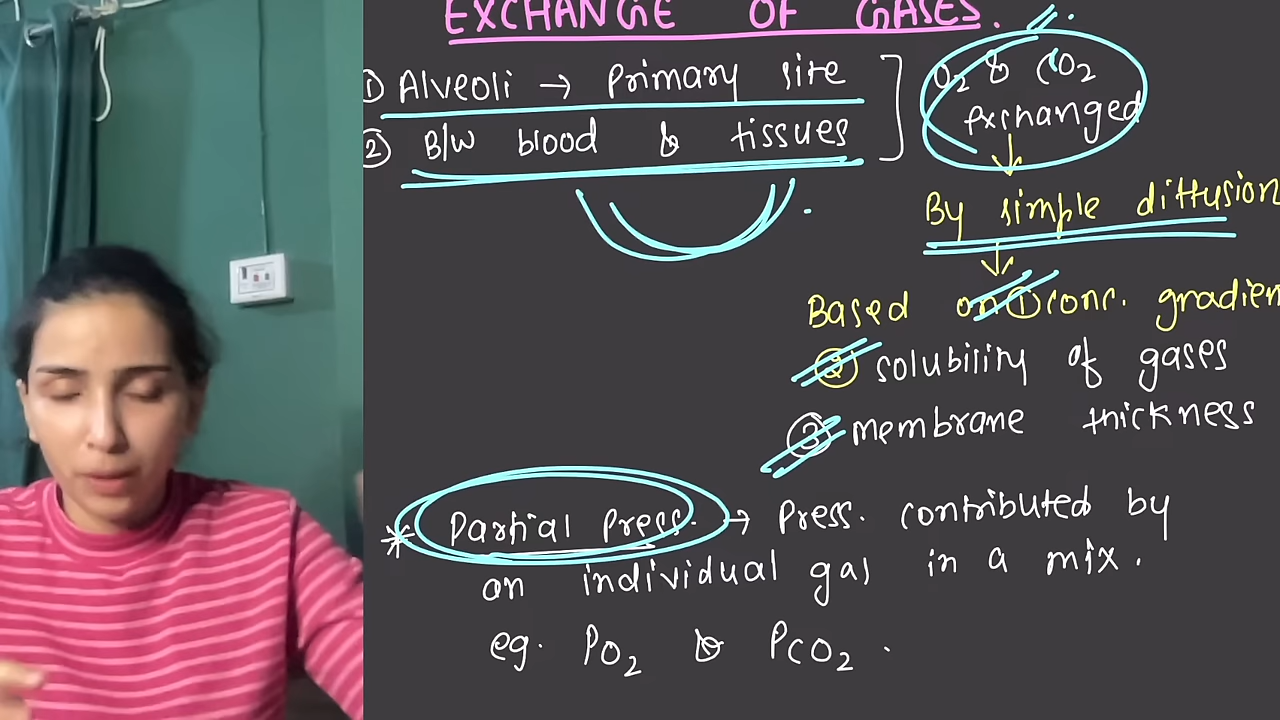 EXCHANGE OF GASES.
① Alveoli → Primary site
② B/W blood & tissues
O2 & CO2
exchanged
↓
By simple diffusion
↓
Based on ① conc. gradien
② solubility of gases
③ membrane thickness
* Partial Press. → Press. contributed by
an individual gas in a mix.
eg. PO2 & PCO2.